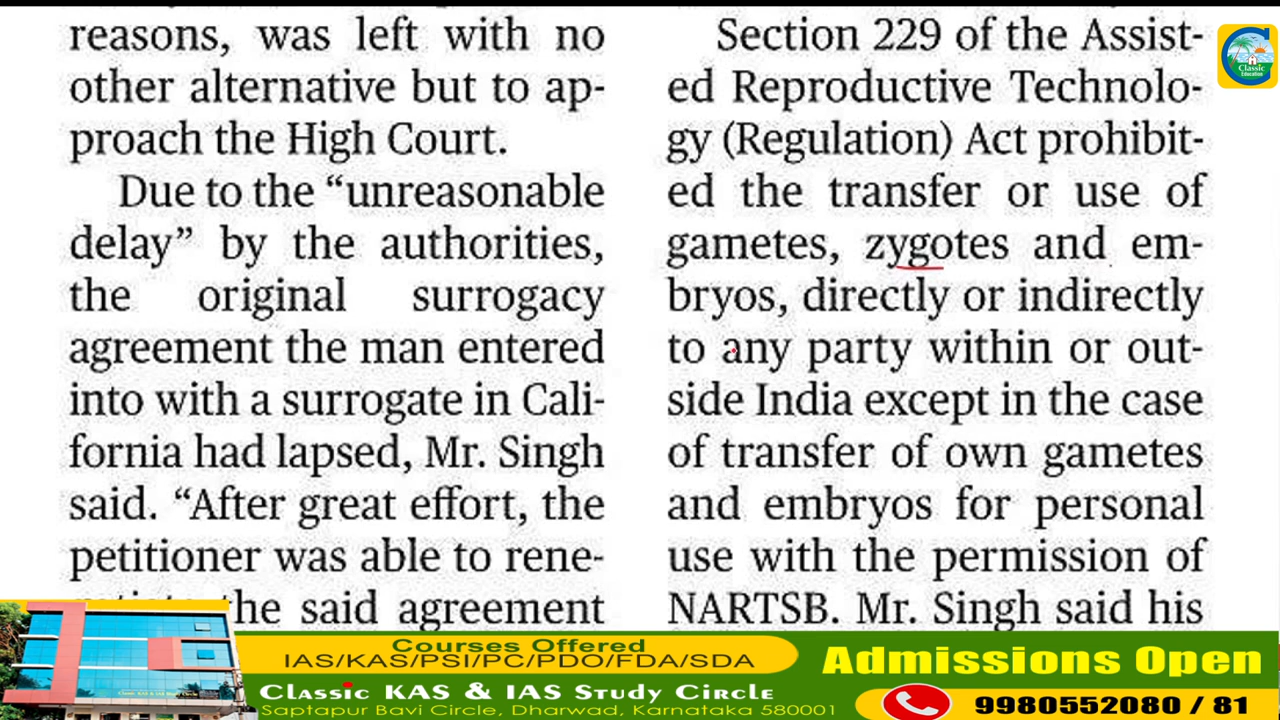 reasons, was left with no
other alternative but to ap-
proach the High Court.
Due to the “unreasonable
delay” by the authorities,
the original surrogacy
agreement the man entered
into with a surrogate in Cali-
fornia had lapsed, Mr. Singh
said. “After great effort, the
petitioner was able to rene-
the said agreement
Section 229 of the Assist-
ed Reproductive Technolo-
gy (Regulation) Act prohibit-
ed the transfer or use of
gametes, zygotes and em-
bryos, directly or indirectly
to any party within or out-
side India except in the case
of transfer of own gametes
and embryos for personal
use with the permission of
NARTSB. Mr. Singh said his
Classic
Education
Courses Offered
IAS/KAS/PSI/PC/PDO/FDA/SDA
Classic KAS & IAS Study Circle
Saptapur Bavi Circle, Dharwad, Karnataka 580001
Admissions Open
9980552080 / 81